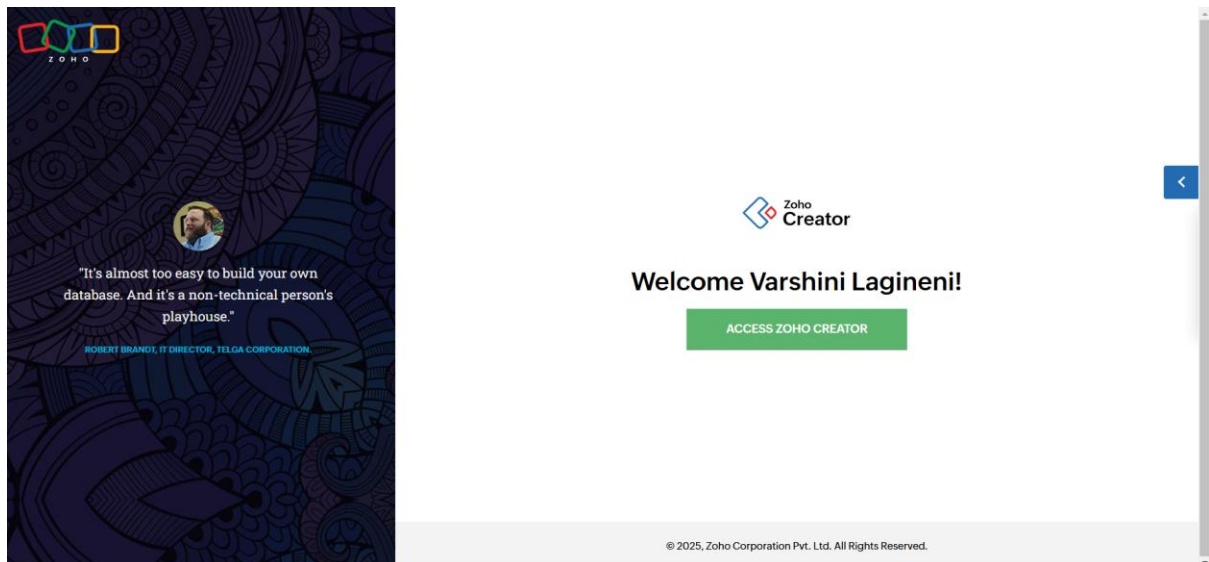 ZOHO
"It's almost too easy to build your own
database. And it's a non-technical person's
playhouse."
ROBERT BRANDT, IT DIRECTOR, TELGA CORPORATION.
Zoho
Creator
Welcome Varshini Lagineni!
ACCESS ZOHO CREATOR
© 2025, Zoho Corporation Pvt. Ltd. All Rights Reserved.